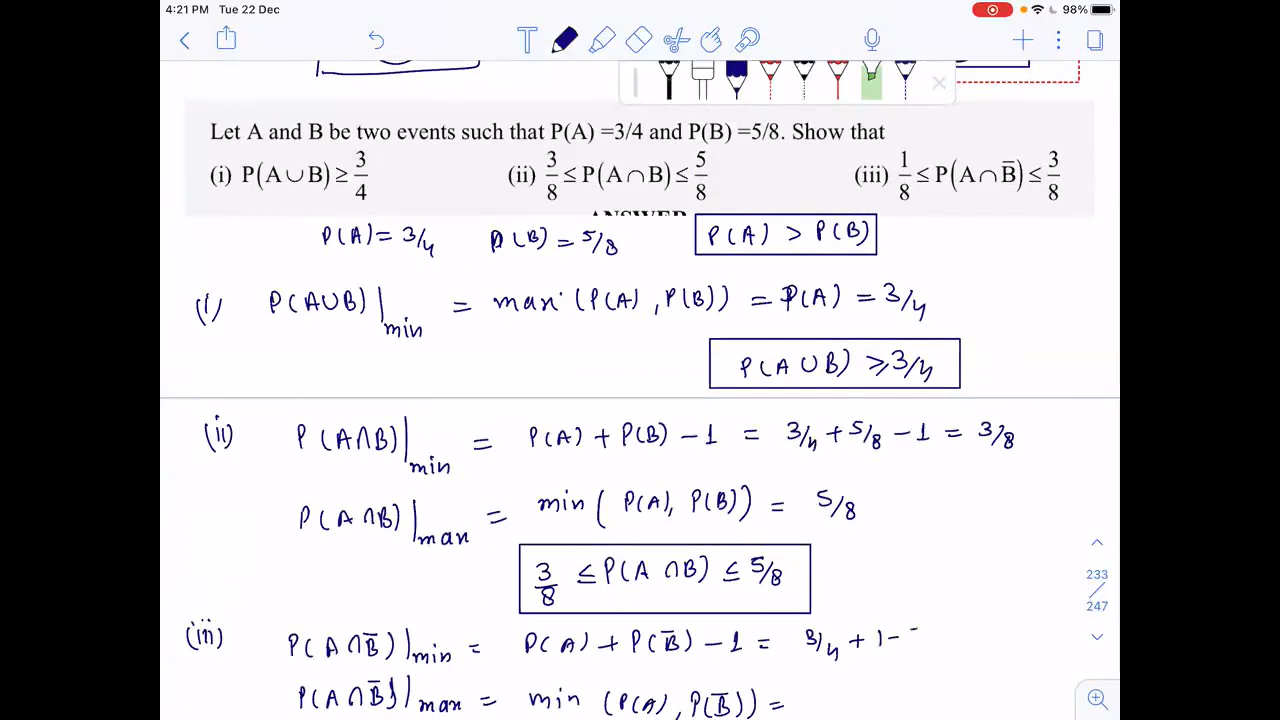 4:21 PM Tue 22 Dec 98%
Let A and B be two events such that P(A) =3/4 and P(B) =5/8. Show that
(i) P(A∪B) ≥ 3/4 (ii) 3/8 ≤ P(A∩B) ≤ 5/8 (iii) 1/8 ≤ P(A∩B̅) ≤ 3/8
P(A) = 3/4 P(B) = 5/8 P(A) > P(B)
(i) P(A∪B)|min = max (P(A), P(B)) = P(A) = 3/4
P(A∪B) ≥ 3/4
(ii) P(A∩B)|min = P(A) + P(B) - 1 = 3/4 + 5/8 - 1 = 3/8
P(A∩B)|max = min (P(A), P(B)) = 5/8
3/8 ≤ P(A∩B) ≤ 5/8
233
/
247
(iii) P(A∩B̅)|min = P(A) + P(B̅) - 1 = 3/4 + 1 -
P(A∩B̅)|max = min (P(A), P(B̅)) =